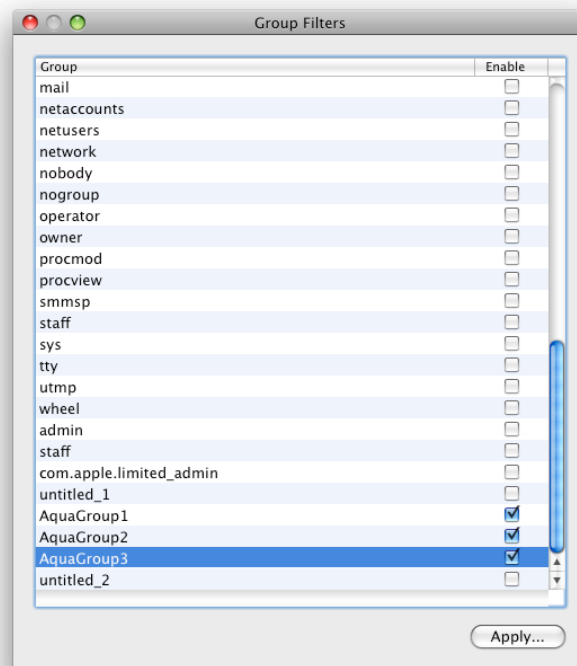 Group Filters
Group Enable
mail
netaccounts
netusers
network
nobody
nogroup
operator
owner
procmod
procview
smmsp
staff
sys
tty
utmp
wheel
admin
staff
com.apple.limited_admin
untitled_1
AquaGroup1
AquaGroup2
AquaGroup3
untitled_2
Apply...